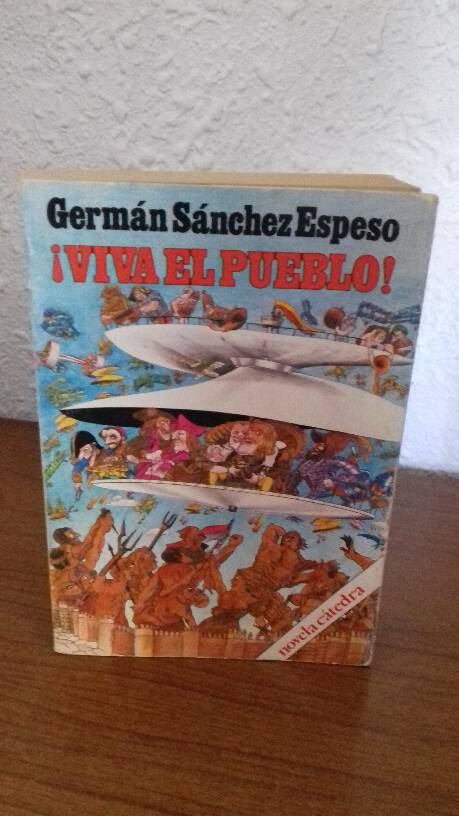 Germán Sánchez Espeso
¡VIVA EL PUEBLO!
novela cátedra